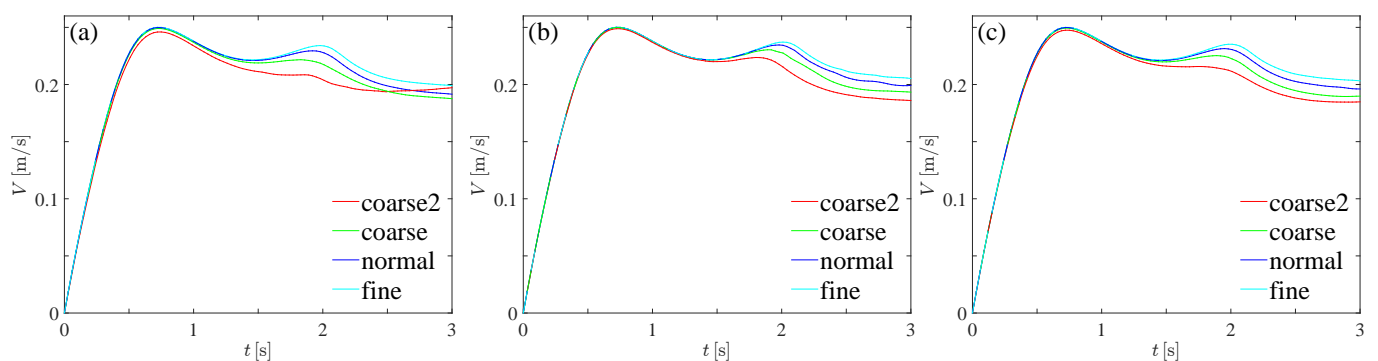 (a)
V [m/s]
0.2
0.1
0
coarse2
coarse
normal
fine
0 1 2 3
t [s]
(b)
V [m/s]
0.2
0.1
0
coarse2
coarse
normal
fine
0 1 2 3
t [s]
(c)
V [m/s]
0.2
0.1
0
coarse2
coarse
normal
fine
0 1 2 3
t [s]